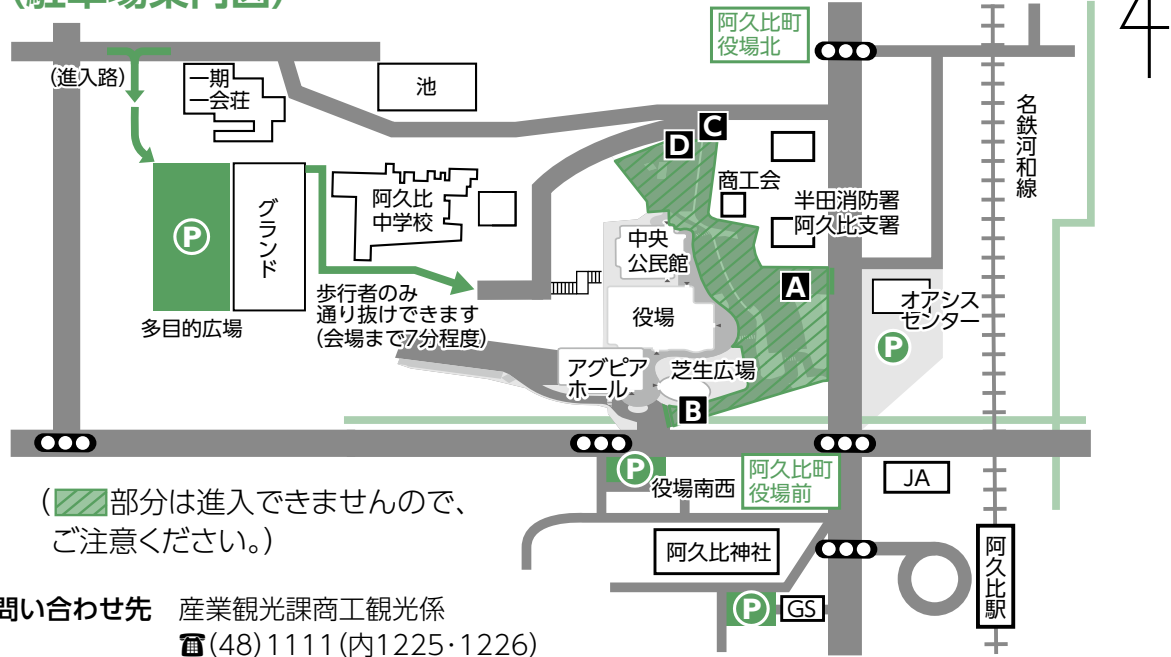 (駐車場案内図)
阿久比町
役場北
(進入路)
一期
一会荘
池
名鉄河和線
C
D
商工会
半田消防署
阿久比支署
阿久比
中学校
グランド
P
中央
公民館
A
歩行者のみ
通り抜けできます
(会場まで7分程度)
多目的広場
役場
オアシス
センター
P
アグピア
ホール
芝生広場
B
P
役場南西
阿久比町
役場前
JA
(部分は進入できませんので、
ご注意ください。)
阿久比神社
阿久比駅
P
GS
問い合わせ先 産業観光課商工観光係
☎(48)1111(内1225・1226)